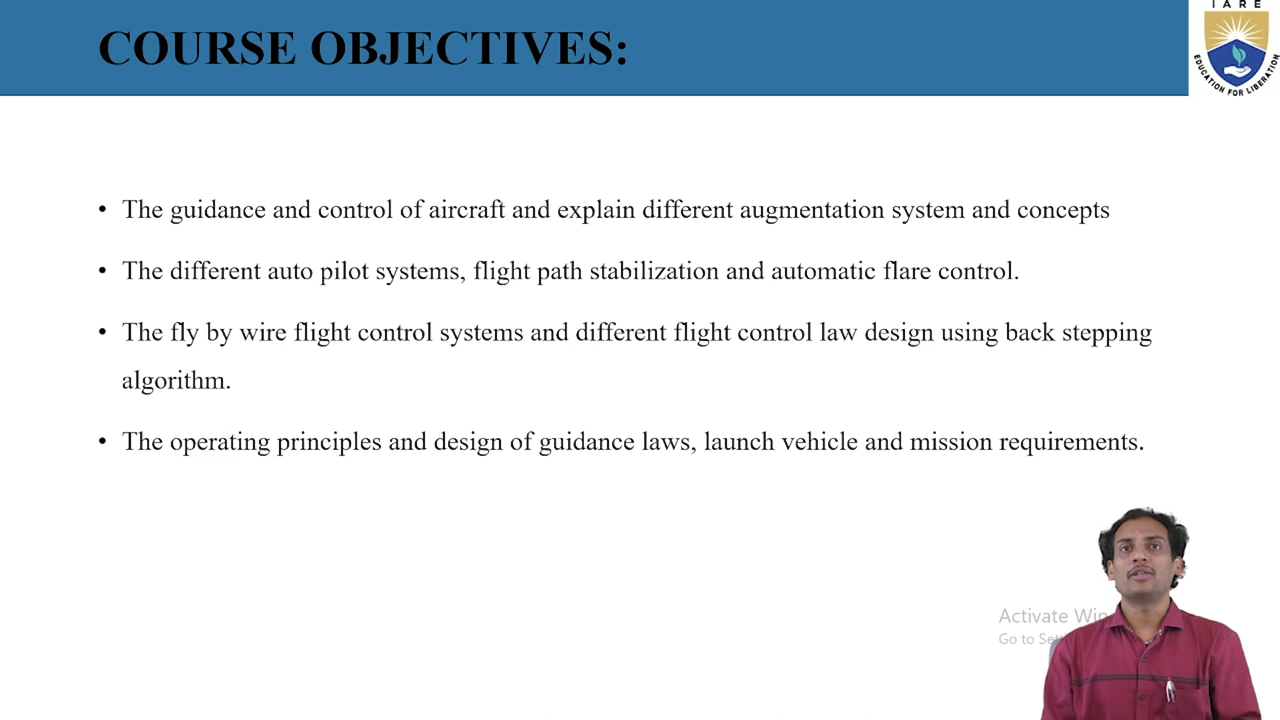 IARE
COURSE OBJECTIVES:
EDUCATION FOR LIBERATION
• The guidance and control of aircraft and explain different augmentation system and concepts
• The different auto pilot systems, flight path stabilization and automatic flare control.
• The fly by wire flight control systems and different flight control law design using back stepping
algorithm.
• The operating principles and design of guidance laws, launch vehicle and mission requirements.
Activate
Go to